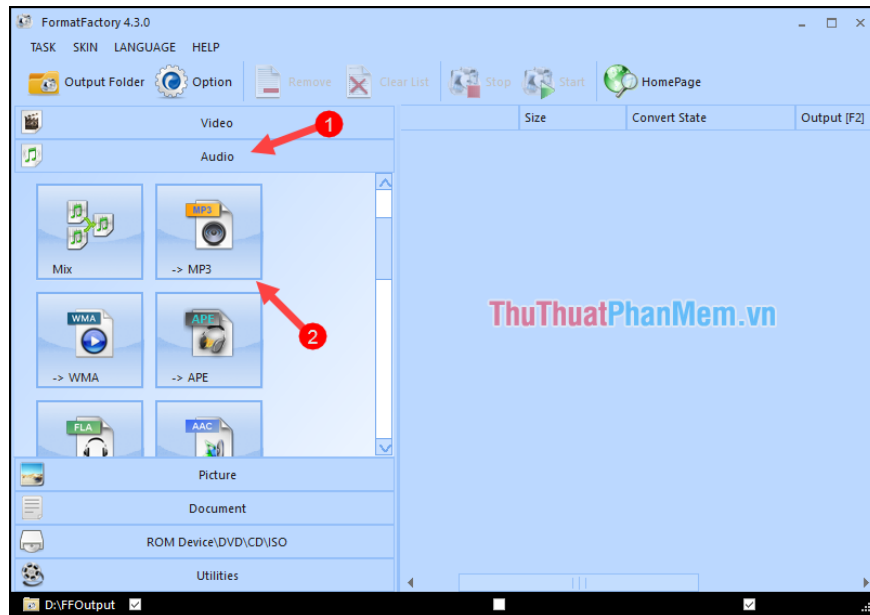 FormatFactory 4.3.0
TASK SKIN LANGUAGE HELP
Output Folder Option Remove Clear List Stop Start HomePage
Video
1
Audio
Size Convert State Output [F2]
MP3
Mix -> MP3
2
WMA APE
-> WMA -> APE
FLA AAC
ThuThuatPhanMem.vn
Picture
Document
ROM Device\DVD\CD\ISO
Utilities
D:\FFOutput